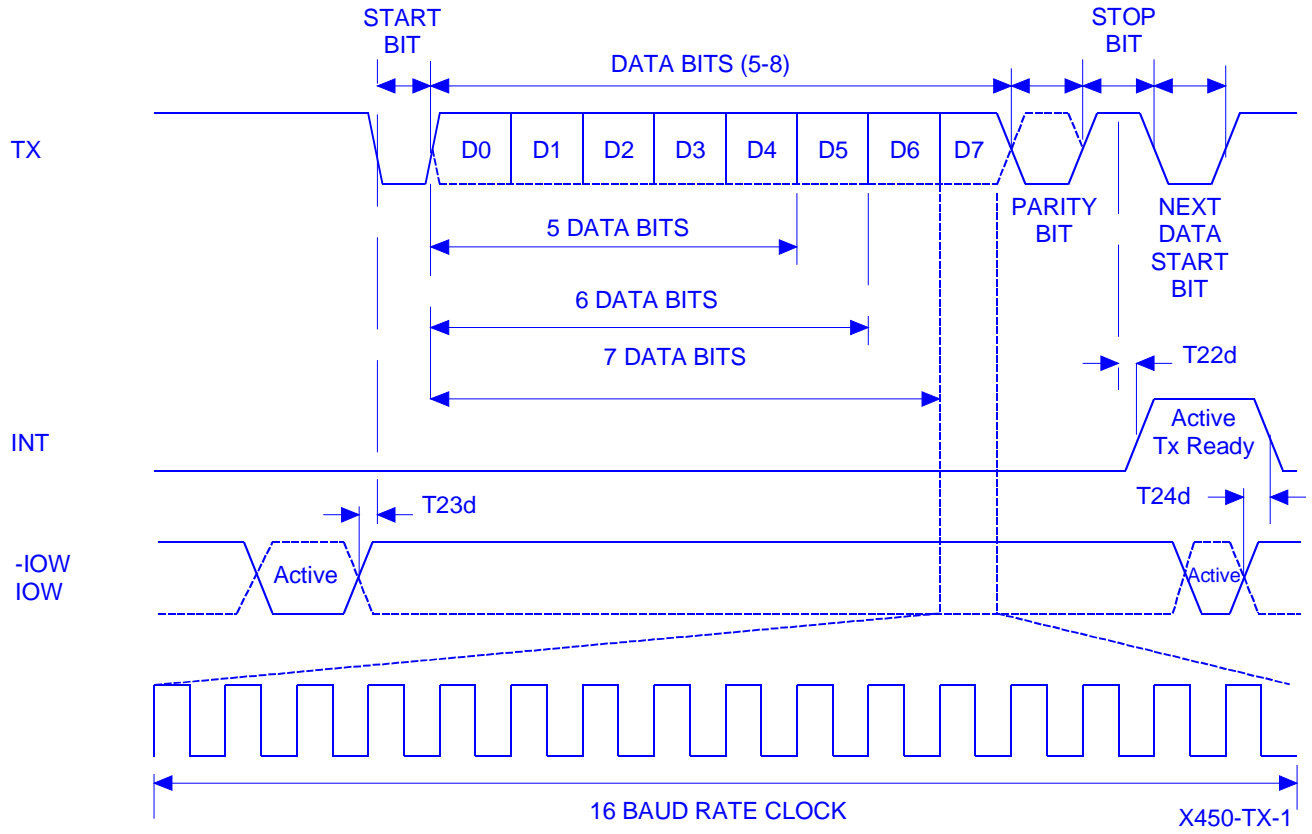 START
BIT
DATA BITS (5-8)
STOP
BIT
TX
D0 D1 D2 D3 D4 D5 D6 D7
PARITY
BIT
NEXT
DATA
START
BIT
5 DATA BITS
6 DATA BITS
7 DATA BITS
T22d
INT
Active
Tx Ready
T23d
T24d
-IOW
IOW
Active
Active
16 BAUD RATE CLOCK
X450-TX-1